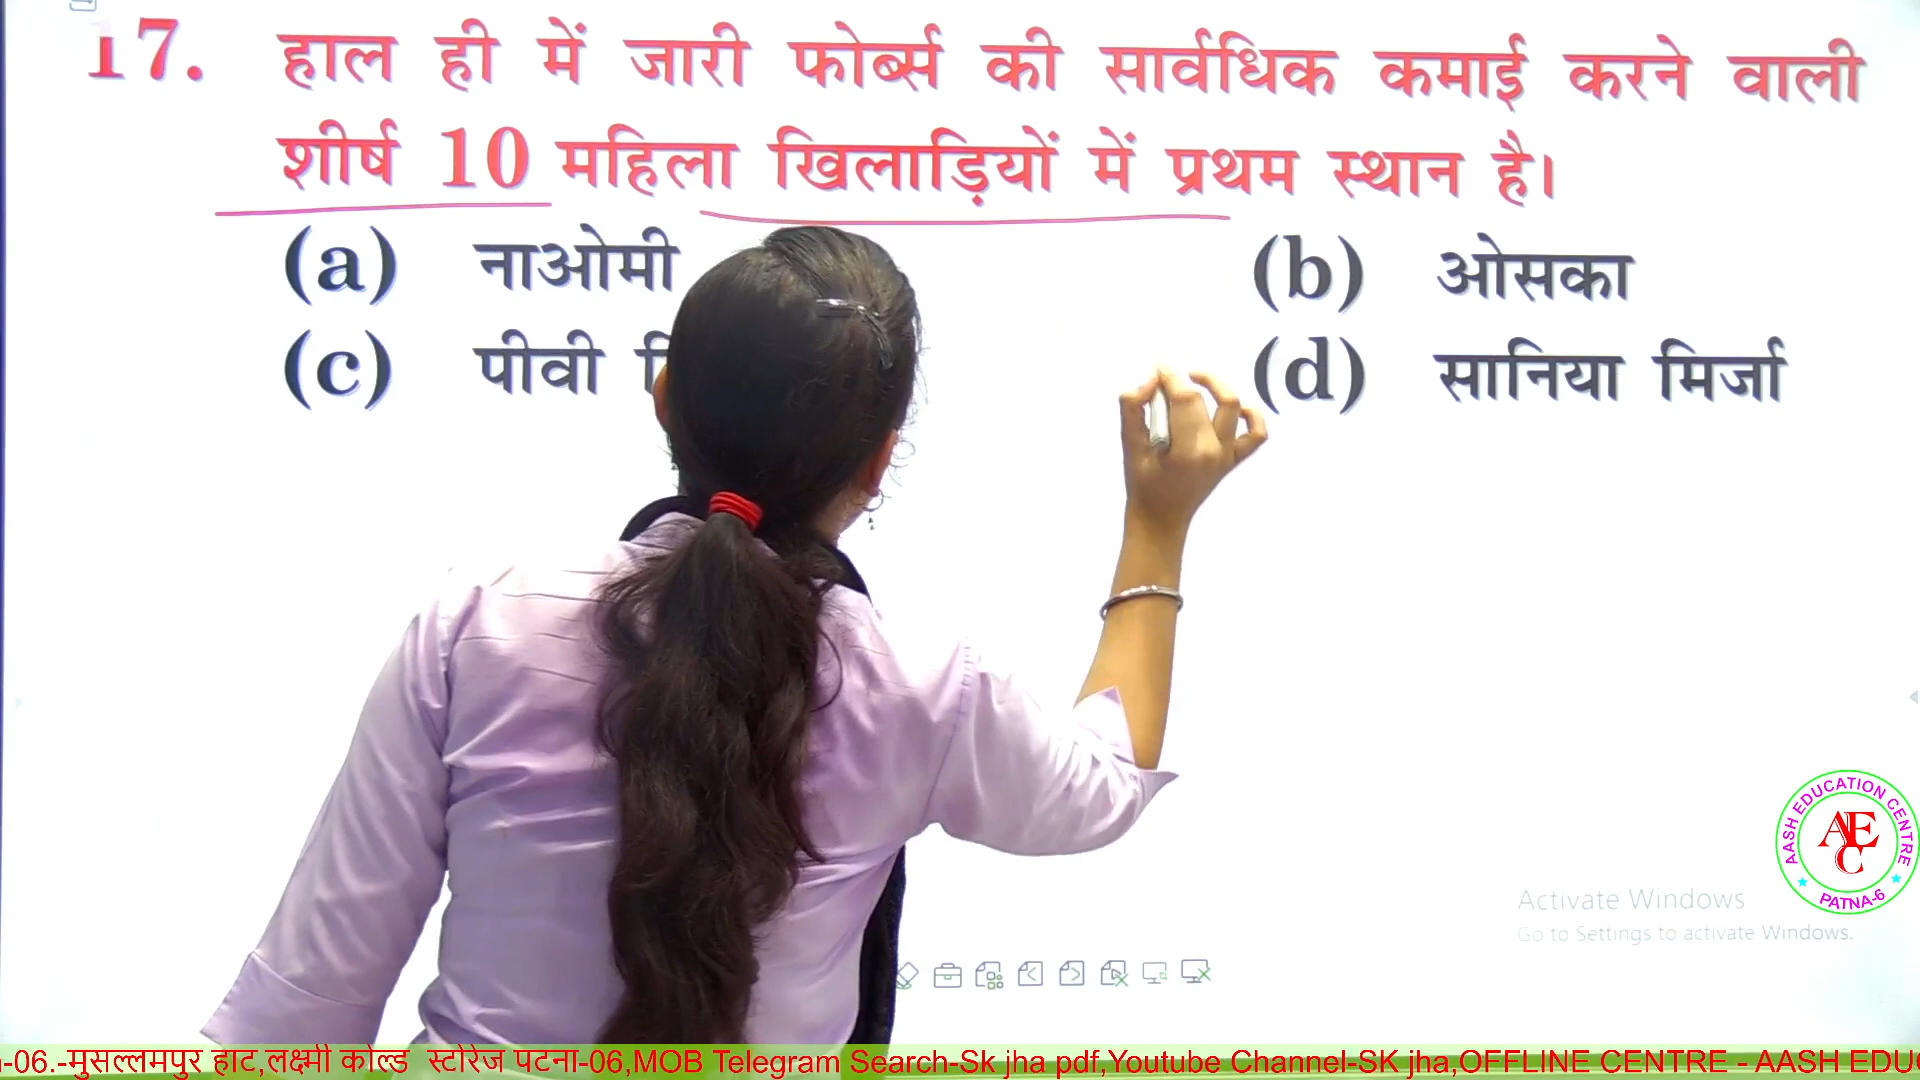 17. हाल ही में जारी फोर्ब्स की सार्वधिक कमाई करने वाली
शीर्ष 10 महिला खिलाड़ियों में प्रथम स्थान है।
(a) नाओमी (b) ओसका
(c) पीवी (d) सानिया मिर्जा
AASH EDUCATION CENTRE
AEC
PATNA-6
Activate Windows
Go to Settings to activate Windows.
-06.-मुसल्लमपुर हाट,लक्ष्मी कोल्ड स्टोरेज पटना-06,MOB Telegram Search-Sk jha pdf,Youtube Channel-SK jha,OFFLINE CENTRE - AASH EDU